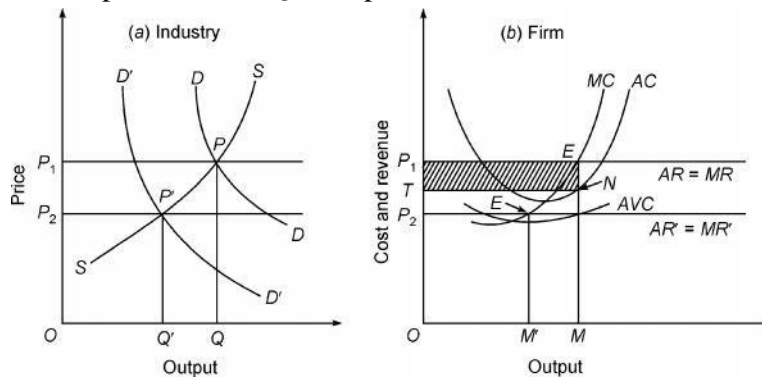 (a) Industry
D′
D
S
P
P₁
P′
P₂
S
D
D′
Price
O
Q′
Q
Output
(b) Firm
MC
AC
P₁
E
T
N
AR = MR
E
P₂
AVC
AR′ = MR′
Cost and revenue
O
M′
M
Output